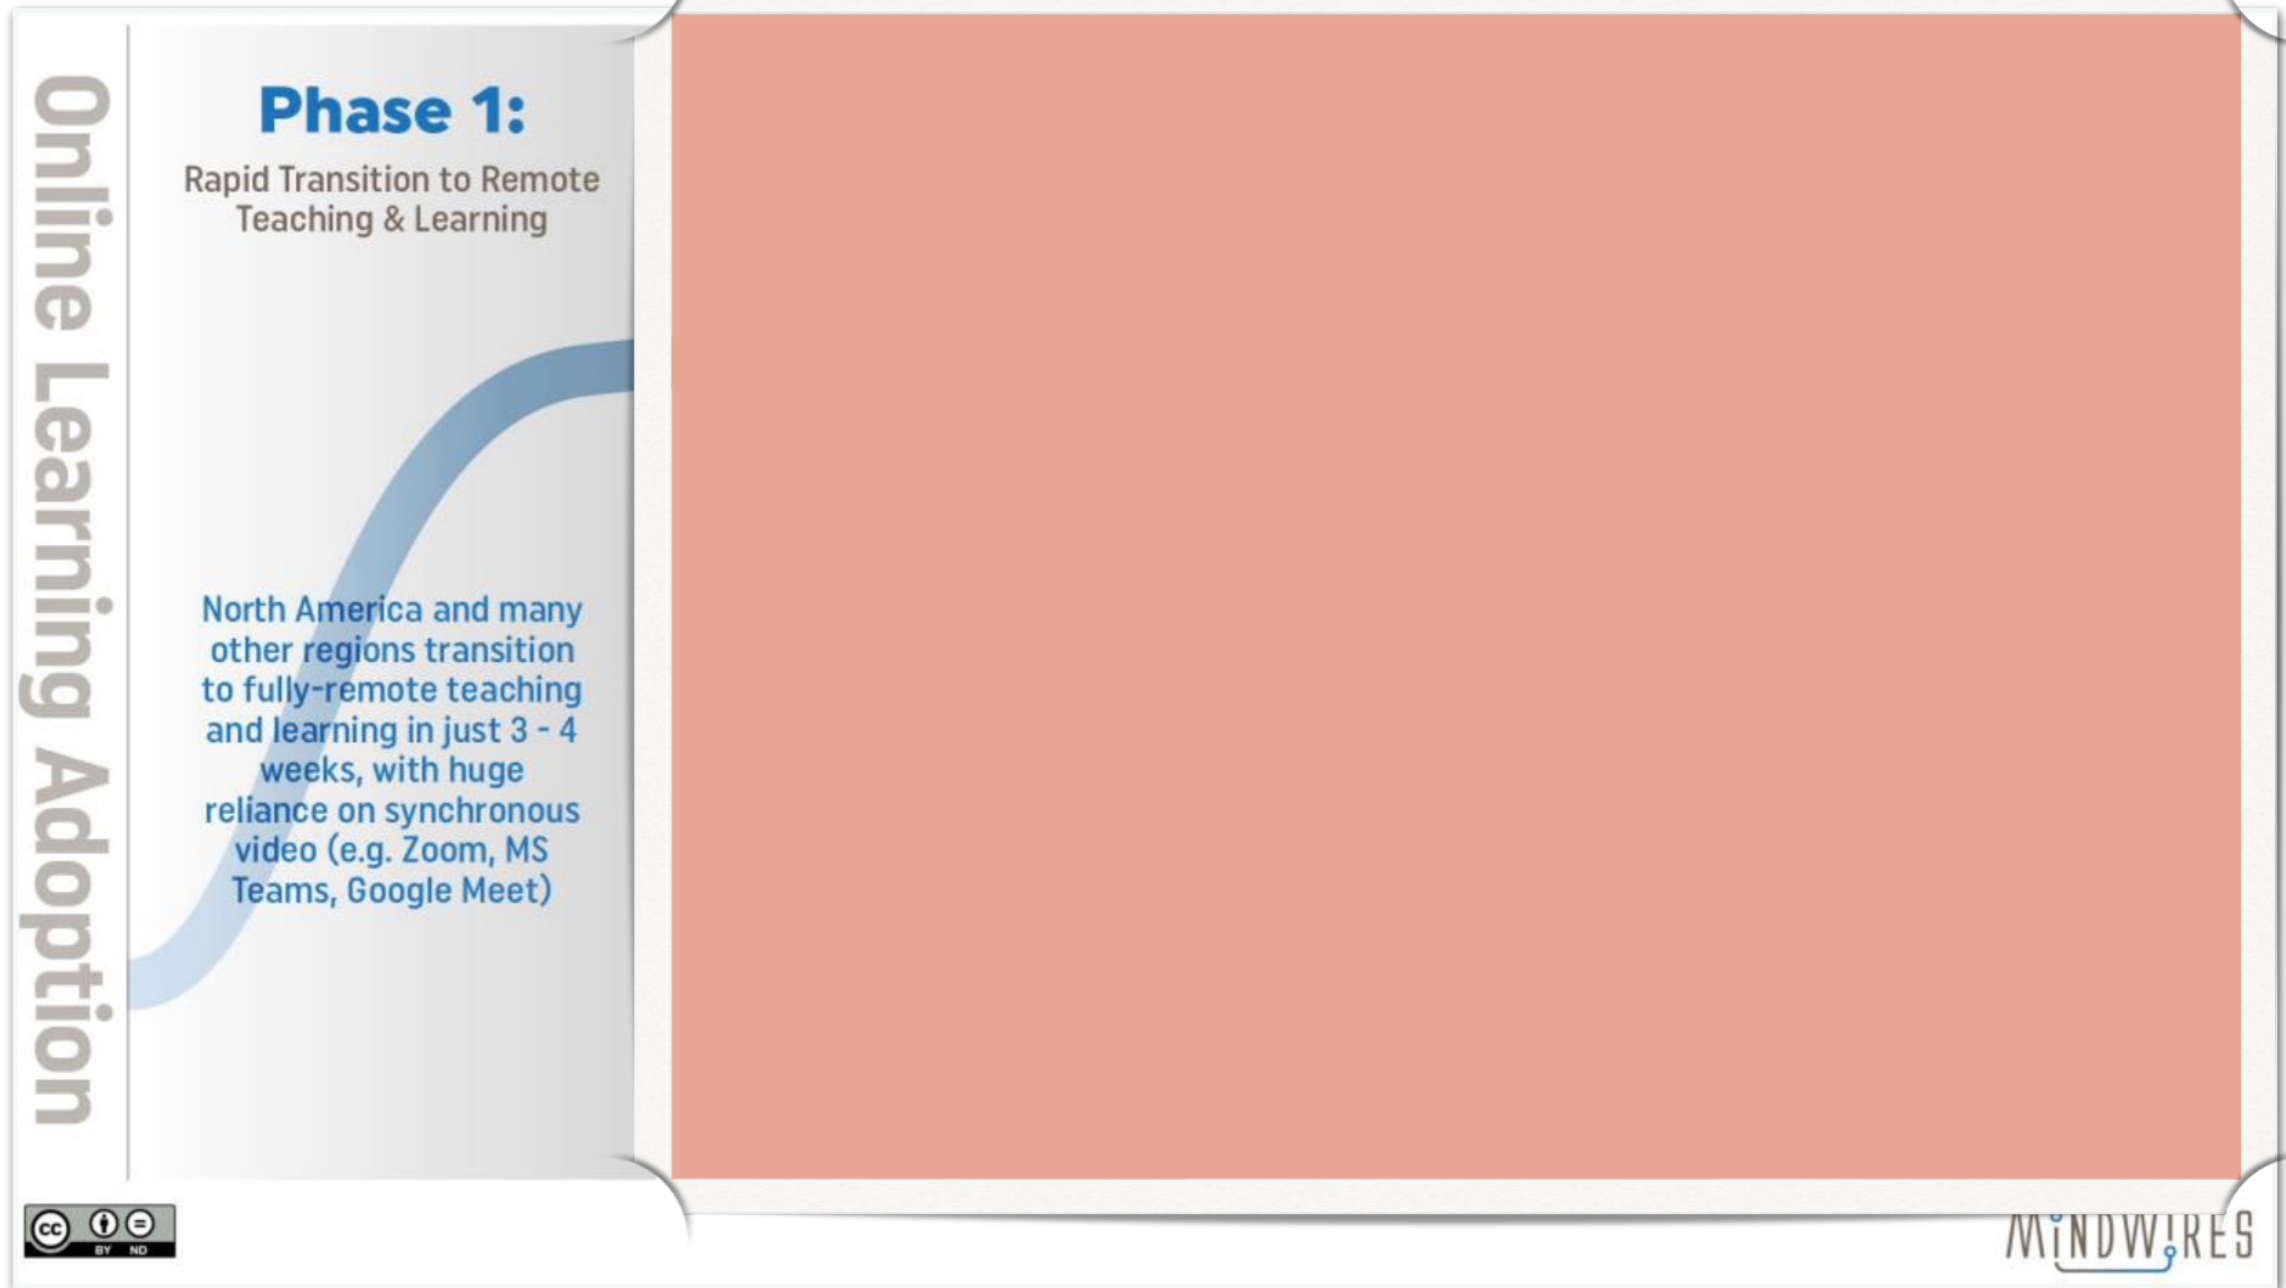 Online Learning Adoption
Phase 1:
Rapid Transition to Remote
Teaching & Learning
North America and many
other regions transition
to fully-remote teaching
and learning in just 3 - 4
weeks, with huge
reliance on synchronous
video (e.g. Zoom, MS
Teams, Google Meet)
cc
BY ND
MiNDWiRES